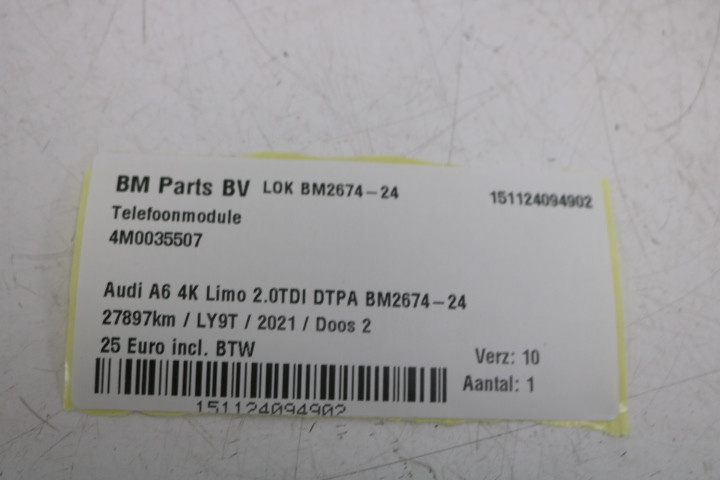 BM Parts BV LOK BM2674-24 151124094902
Telefoonmodule
4M0035507
Audi A6 4K Limo 2.0TDI DTPA BM2674-24
27897km / LY9T / 2021 / Doos 2
25 Euro incl. BTW Verz: 10
Aantal: 1
151124094902